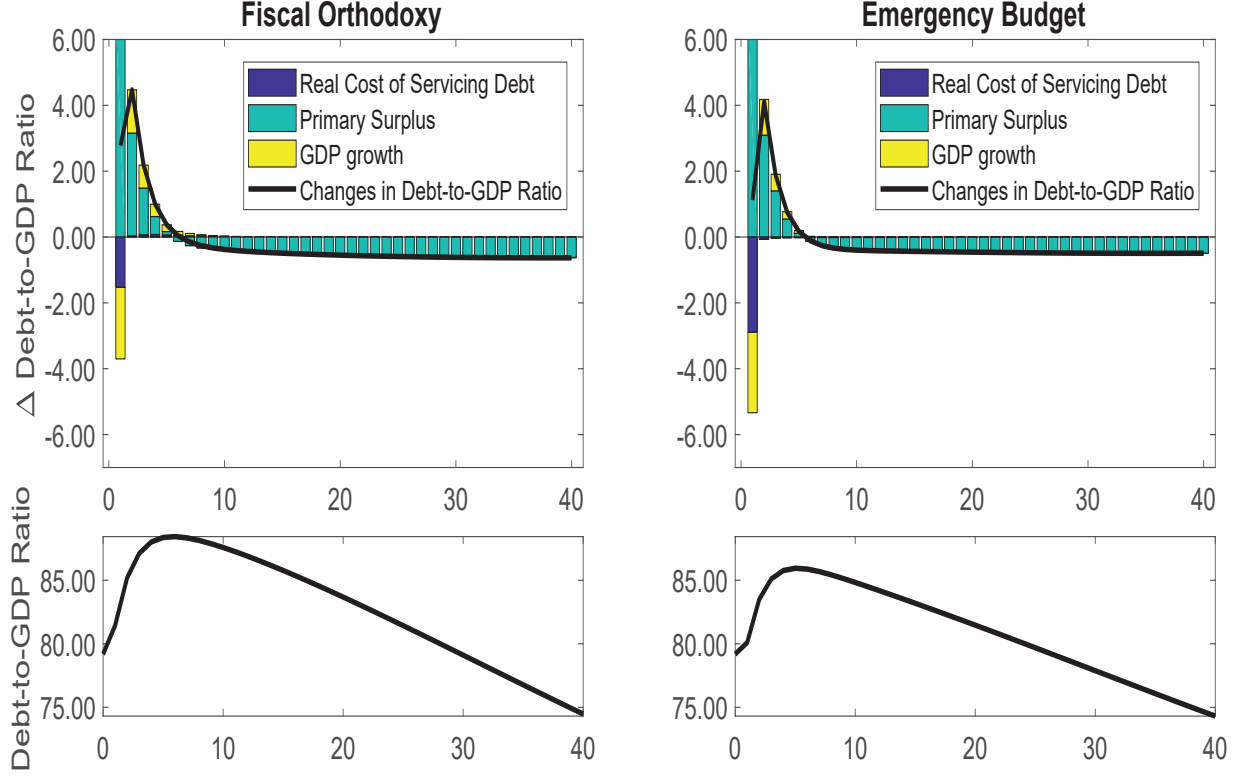 Fiscal Orthodoxy
Δ Debt-to-GDP Ratio
6.00
4.00
2.00
0.00
-2.00
-4.00
-6.00
Real Cost of Servicing Debt
Primary Surplus
GDP growth
Changes in Debt-to-GDP Ratio
0 10 20 30 40
Emergency Budget
6.00
4.00
2.00
0.00
-2.00
-4.00
-6.00
Real Cost of Servicing Debt
Primary Surplus
GDP growth
Changes in Debt-to-GDP Ratio
0 10 20 30 40
Debt-to-GDP Ratio
85.00
80.00
75.00
0 10 20 30 40
85.00
80.00
75.00
0 10 20 30 40